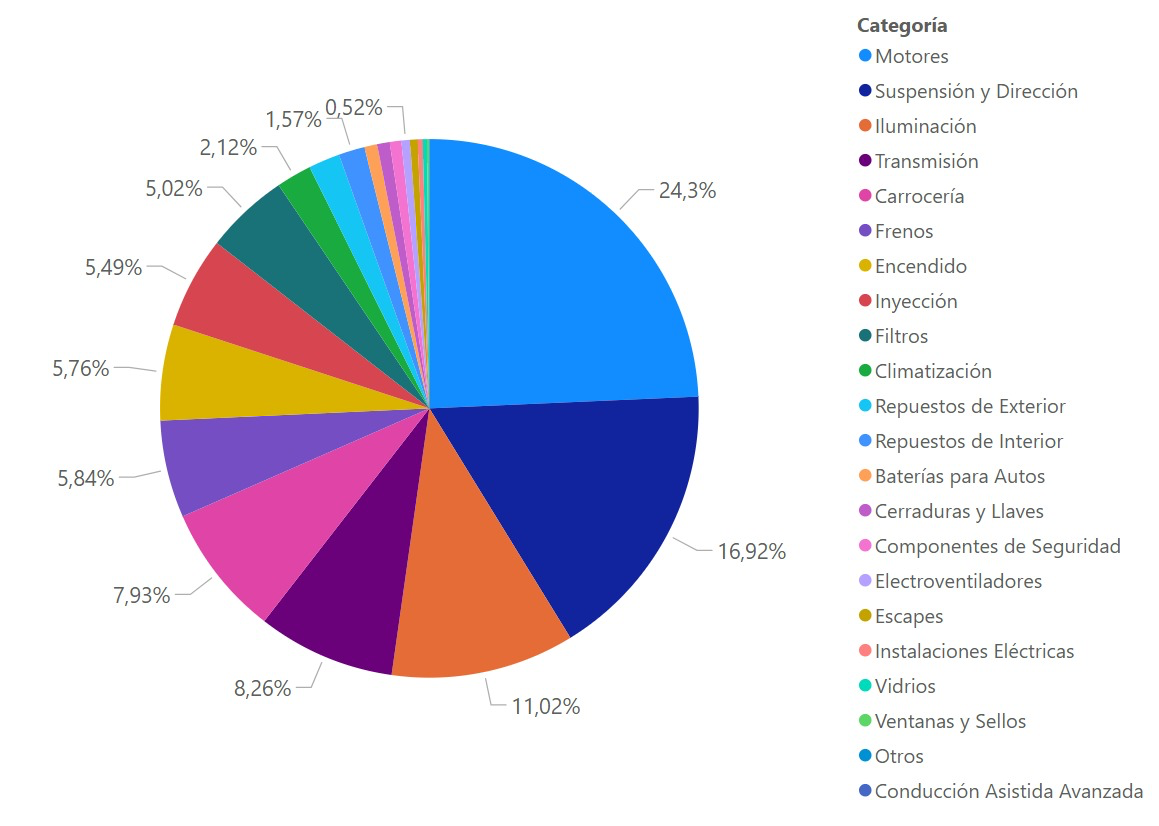 24,3%
16,92%
11,02%
8,26%
7,93%
5,84%
5,76%
5,49%
5,02%
2,12%
1,57%
0,52%
Categoría
Motores
Suspensión y Dirección
Iluminación
Transmisión
Carrocería
Frenos
Encendido
Inyección
Filtros
Climatización
Repuestos de Exterior
Repuestos de Interior
Baterías para Autos
Cerraduras y Llaves
Componentes de Seguridad
Electroventiladores
Escapes
Instalaciones Eléctricas
Vidrios
Ventanas y Sellos
Otros
Conducción Asistida Avanzada